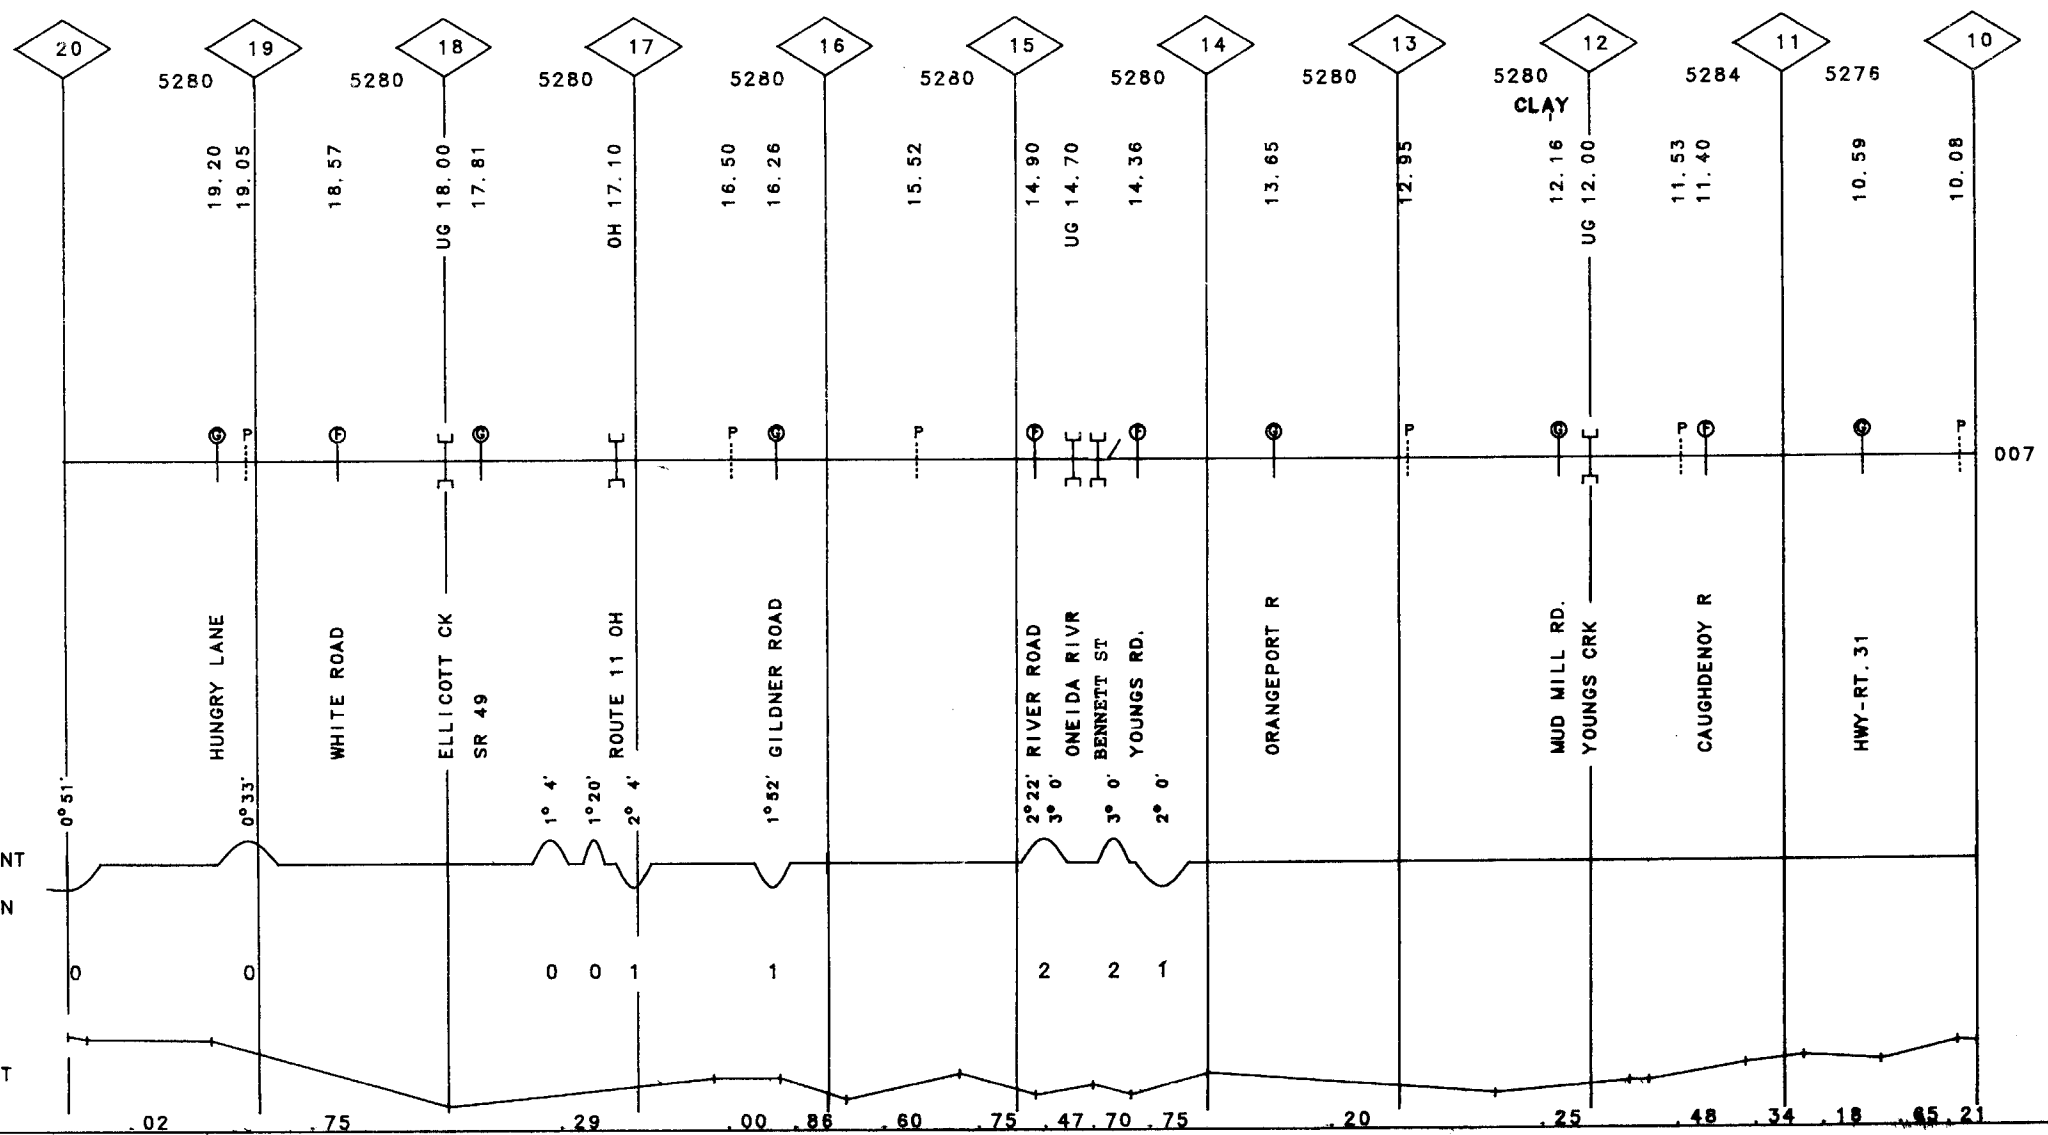 20 19 18 17 16 15 14 13 12 11 10
5280 5280 5280 5280 5280 5280 5280 5280 5284 5276
CLAY
19.20
19.05
18.57
UG 18.00
17.81
OH 17.10
16.50
16.26
15.52
14.90
UG 14.70
14.36
13.65
12.95
12.16
UG 12.00
11.53
11.40
10.59
10.08
G P F G P G F F G P G P F G P
007
HUNGRY LANE
WHITE ROAD
ELLICOTT CK
SR 49
ROUTE 11 OH
GILDNER ROAD
RIVER ROAD
ONEIDA RIVR
BENNETT ST
YOUNGS RD.
ORANGEPORT R
MUD MILL RD.
YOUNGS CRK
CAUGHDENOY R
HWY-RT.31
0°51'
0°33'
1° 4'
1°20'
2° 4'
1°52'
2°22'
3° 0'
3° 0'
2° 0'
NT
N
0 0 0 0 1 1 2 2 1
T
.02 .75 .29 .00 .86 .60 .75 .47 .70 .75 .20 .25 .48 .34 .18 .21